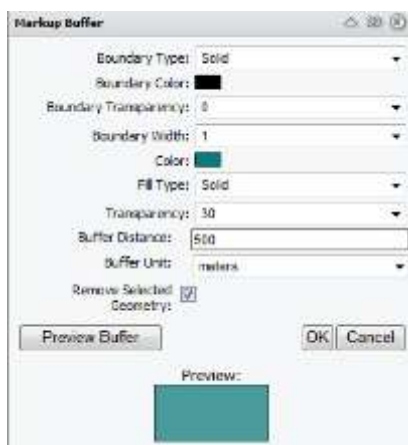 Markup Buffer
Boundary Type: Solid
Boundary Color:
Boundary Transparency: 0
Boundary Width: 1
Color:
Fill Type: Solid
Transparency: 30
Buffer Distance: 500
Buffer Unit: meters
Remove Selected
Geometry:
Preview Buffer OK Cancel
Preview: